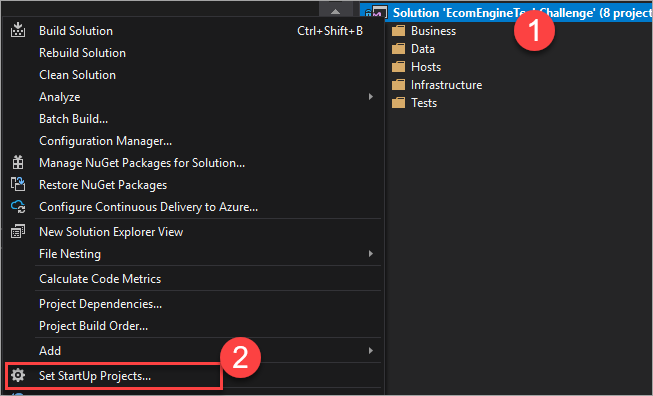 Solution 'EcomEngineTe Challenge' (8 project
1
Business
Data
Hosts
Infrastructure
Tests
Build Solution Ctrl+Shift+B
Rebuild Solution
Clean Solution
Analyze
Batch Build...
Configuration Manager...
Manage NuGet Packages for Solution...
Restore NuGet Packages
Configure Continuous Delivery to Azure...
New Solution Explorer View
File Nesting
Calculate Code Metrics
Project Dependencies...
Project Build Order...
Add
2
Set StartUp Projects...